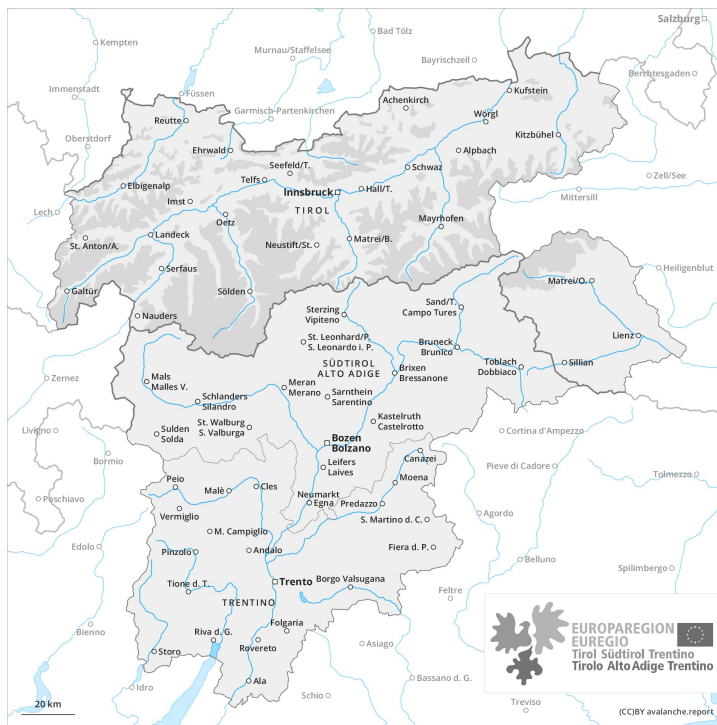 Salzburg
Kempten
Bad Tölz
Murnau/Staffelsee
Bayrischzell
Berchtesgaden
Immenstadt
Füssen
Kufstein
Achenkirch
Garmisch-Partenkirchen
Reutte
Wörgl
Oberstdorf
Kitzbühel
Ehrwald
Alpbach
Seefeld/T.
Schwaz
Zell/See
Telfs
Elbigenalp
Innsbruck
Hall/T.
Mittersill
Imst
TIROL
Lech
Oetz
Mayrhofen
St. Anton/A.
Landeck
Neustift/St.
Matrei/B.
Serfaus
Heiligenblut
Galtür
Sölden
Matrei/O.
Nauders
Sterzing
Vipiteno
Sand/T.
Campo Tures
Lienz
St. Leonhard/P.
S. Leonardo i. P.
Bruneck
Brunico
Toblach
Dobbiaco
Sillian
SÜDTIROL
ALTO ADIGE
Brixen
Bressanone
Zernez
Mals
Malles V.
Meran
Merano
Sarnthein
Sarentino
Schlanders
Silandro
Kastelruth
Castelrotto
St. Walburg
S. Valburga
Livigno
Sulden
Solda
Bozen
Bolzano
Cortina d'Ampezzo
Bormio
Canazei
Leifers
Laives
Pieve di Cadore
Tolmezzo
Peio
Malè
Cles
Moena
Poschiavo
Neumarkt
Egna
Predazzo
Vermiglio
S. Martino d. C.
Agordo
M. Campiglio
Edolo
Pinzolo
Andalo
Fiera d. P.
Belluno
Spilimbergo
Tione d. T.
Trento
Borgo Valsugana
Feltre
TRENTINO
Folgaria
Bienno
Riva d. G.
Rovereto
Asiago
Storo
EUROPAREGION
EUREGIO
Tirol Südtirol Trentino
Tirolo Alto Adige Trentino
Ala
Bassano d. G.
Idro
Schio
Treviso
20 km
(CC)BY avalanche.report